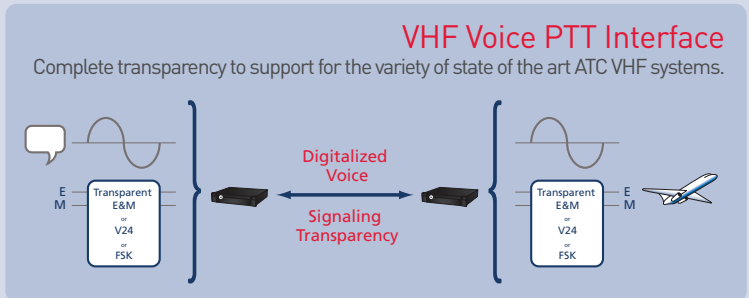 VHF Voice PTT Interface
Complete transparency to support for the variety of state of the art ATC VHF systems.
E
M
Transparent
E&M
or
V24
or
FSK
Digitalized
Voice
Signaling
Transparency
Transparent
E&M
or
V24
or
FSK
E
M